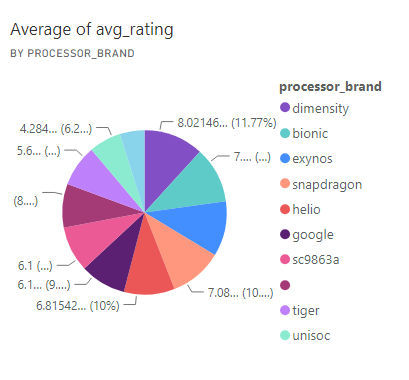 Average of avg_rating
BY PROCESSOR_BRAND
processor_brand
dimensity
bionic
exynos
snapdragon
helio
google
sc9863a
tiger
unisoc
8.02146... (11.77%)
7.... (...)
7.08... (10....)
6.81542... (10%)
6.1... (9....)
6.1 (...)
(8....)
5.6... (...)
4.284... (6.2...)